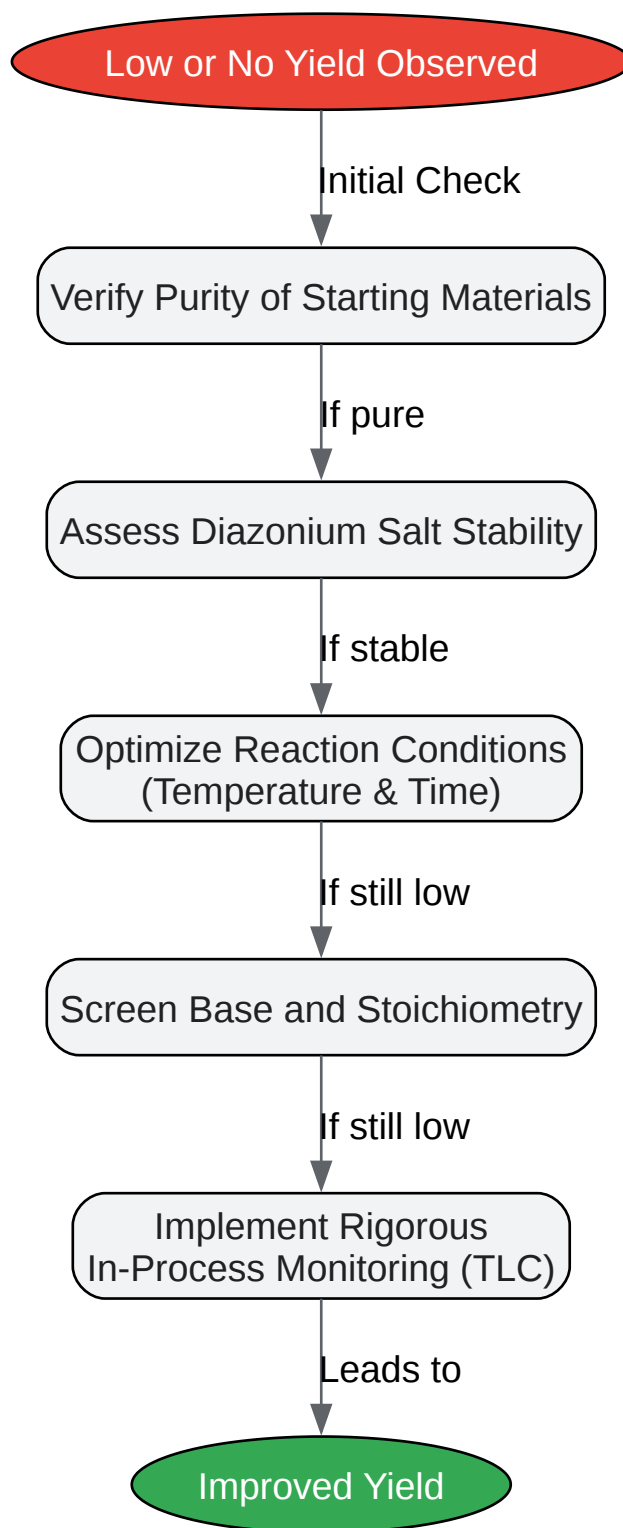 Low or No Yield Observed
Initial Check
Verify Purity of Starting Materials
If pure
Assess Diazonium Salt Stability
If stable
Optimize Reaction Conditions
(Temperature & Time)
If still low
Screen Base and Stoichiometry
If still low
Implement Rigorous
In-Process Monitoring (TLC)
Leads to
Improved Yield